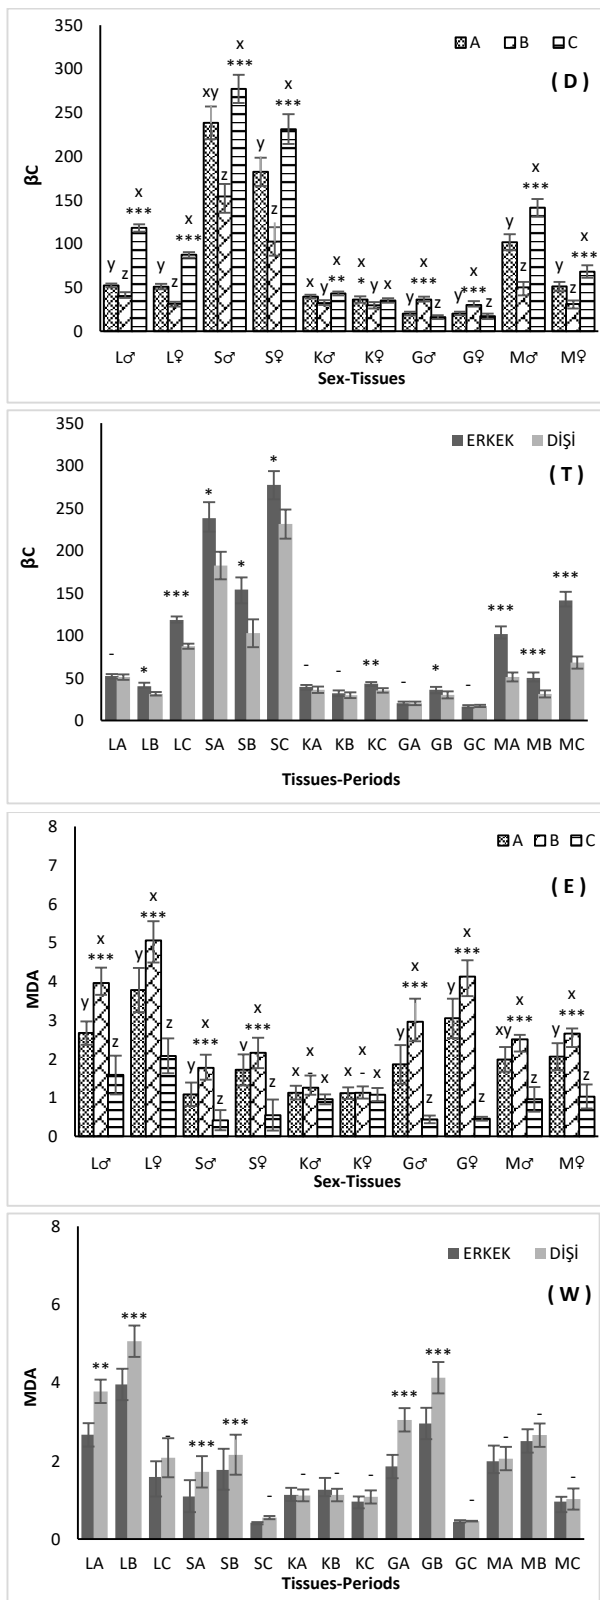 350
A B C
x
x
( D )
***
300
xy
***
x
250
y
***
x
200
z
***
βC
x
y
150
***
x
z
z
***
100
y
y
x
x
x
y
x
z
z
x
y
**
*
y
x
y
***
y
***
z
z
50
z
z
0
L♂ L♀ S♂ S♀ K♂ K♀ G♂ G♀ M♂ M♀
Sex-Tissues
350
ERKEK DİŞİ
*
300
( T )
*
250
*
200
βC
***
***
150
***
100
***
-
*
-
-
**
-
*
-
50
0
LA LB LC SA SB SC KA KB KC GA GB GC MA MB MC
Tissues-Periods
8
A B C
7
( E )
x
6
***
x
x
***
5
y
***
x
4
y
***
MDA
y
x
***
x
***
y
xy
x
***
y
x
***
3
y
z
z
x
x
-
x
x
x
-
x
z
z
2
z
z
z
z
1
0
L♂ L♀ S♂ S♀ K♂ K♀ G♂ G♀ M♂ M♀
Sex-Tissues
8
ERKEK DİŞİ
( W )
6
***
**
***
4
***
MDA
-
***
***
-
-
2
-
-
-
-
-
-
0
LA LB LC SA SB SC KA KB KC GA GB GC MA MB MC
Tissues-Periods